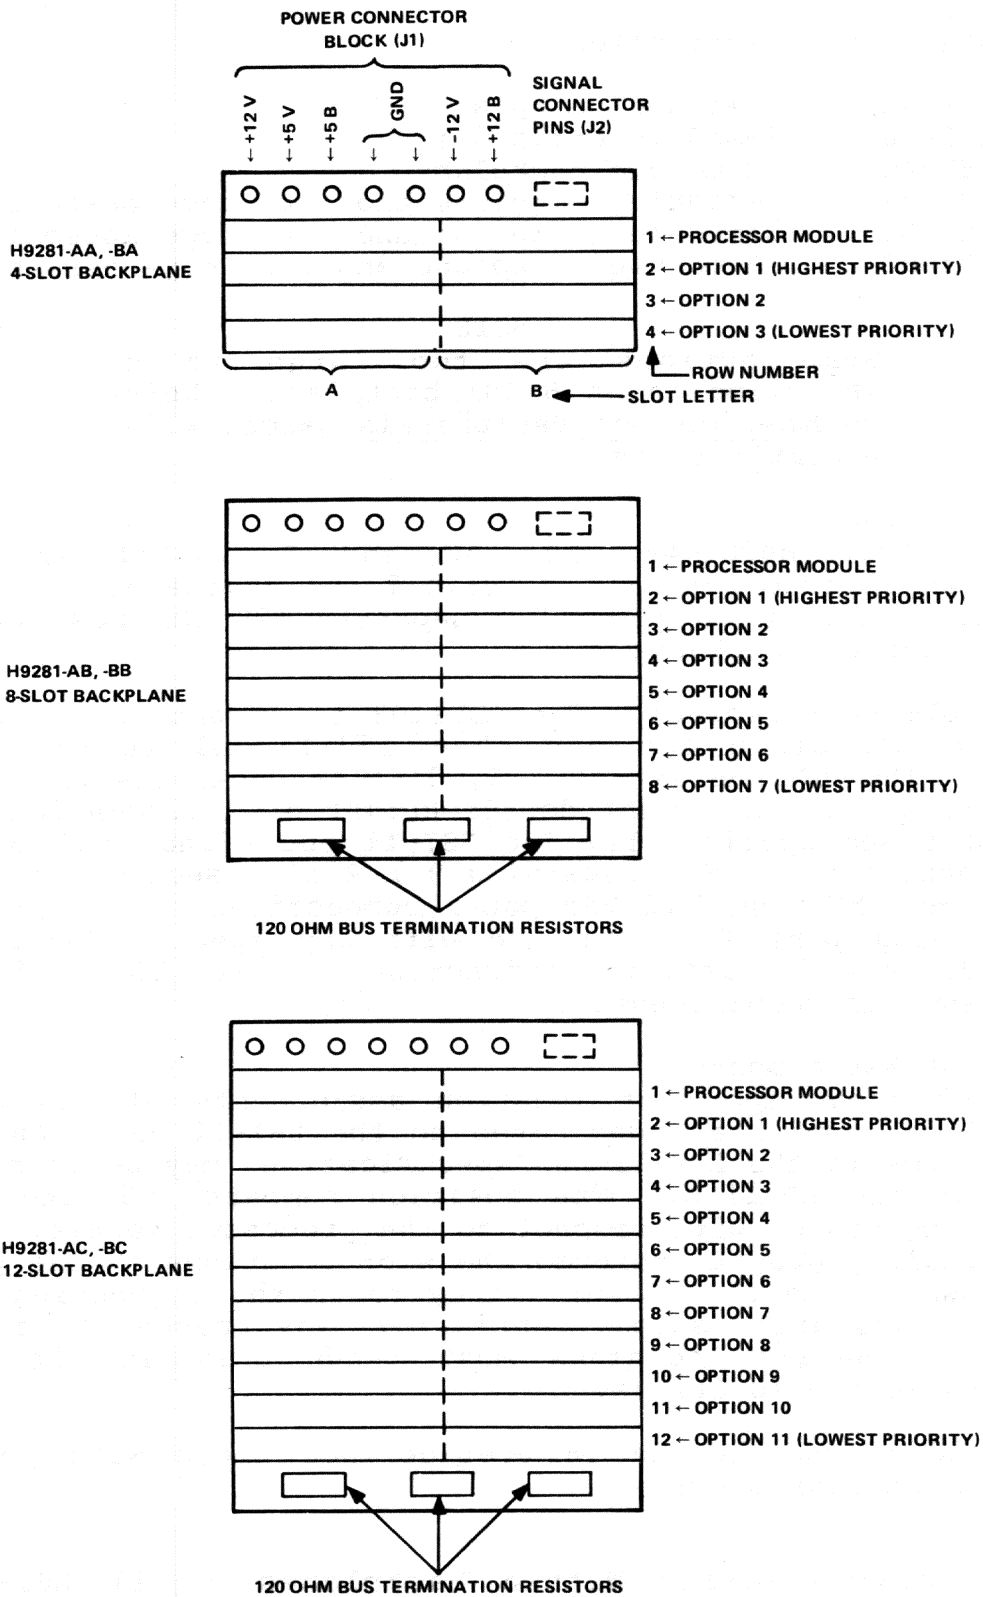 POWER CONNECTOR
BLOCK (J1)
SIGNAL
CONNECTOR
PINS (J2)
←+12 V
←+5 V
←+5 B
GND
←-12 V
←+12 B
H9281-AA, -BA
4-SLOT BACKPLANE
1 ← PROCESSOR MODULE
2 ← OPTION 1 (HIGHEST PRIORITY)
3 ← OPTION 2
4 ← OPTION 3 (LOWEST PRIORITY)
ROW NUMBER
A
B
SLOT LETTER
H9281-AB, -BB
8-SLOT BACKPLANE
1 ← PROCESSOR MODULE
2 ← OPTION 1 (HIGHEST PRIORITY)
3 ← OPTION 2
4 ← OPTION 3
5 ← OPTION 4
6 ← OPTION 5
7 ← OPTION 6
8 ← OPTION 7 (LOWEST PRIORITY)
120 OHM BUS TERMINATION RESISTORS
H9281-AC, -BC
12-SLOT BACKPLANE
1 ← PROCESSOR MODULE
2 ← OPTION 1 (HIGHEST PRIORITY)
3 ← OPTION 2
4 ← OPTION 3
5 ← OPTION 4
6 ← OPTION 5
7 ← OPTION 6
8 ← OPTION 7
9 ← OPTION 8
10 ← OPTION 9
11 ← OPTION 10
12 ← OPTION 11 (LOWEST PRIORITY)
120 OHM BUS TERMINATION RESISTORS